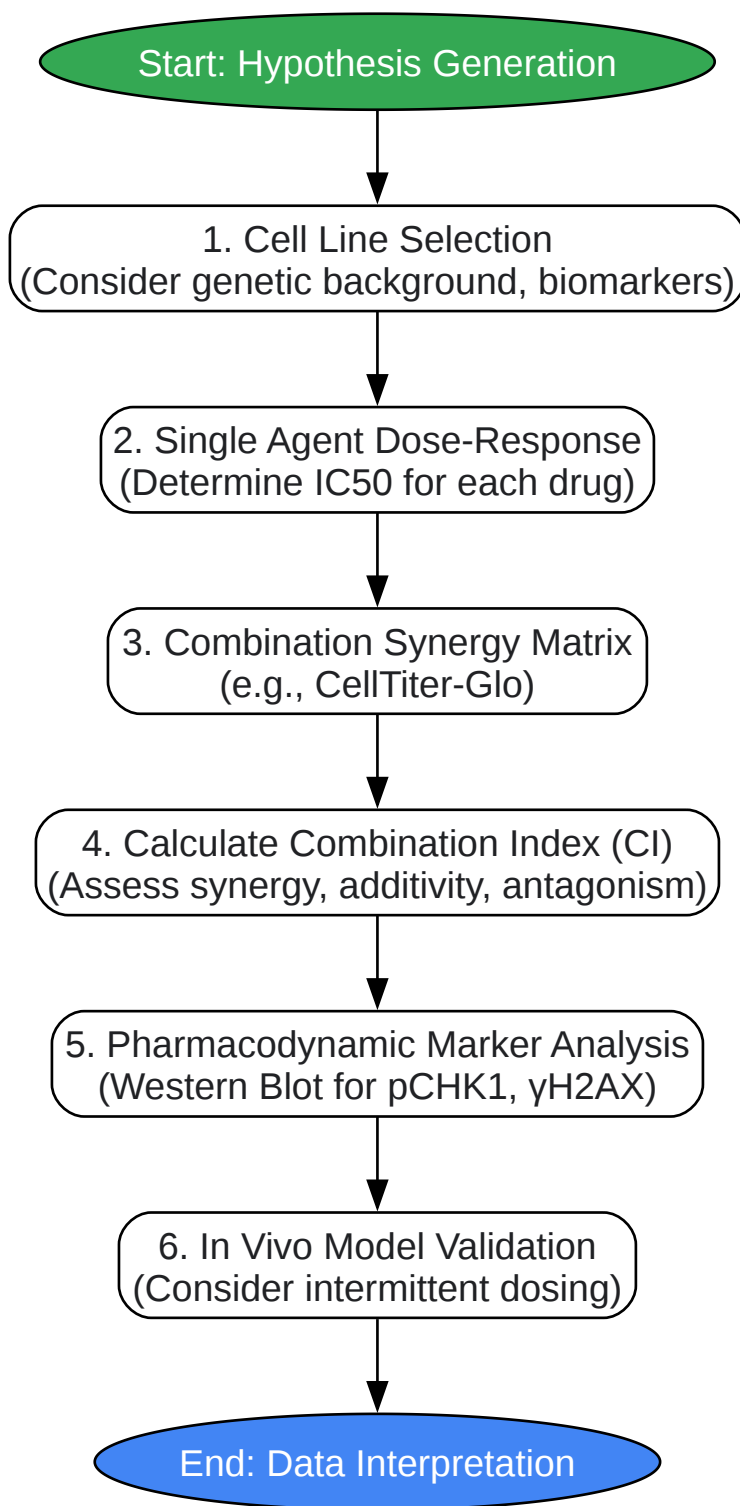 Start: Hypothesis Generation
1. Cell Line Selection
(Consider genetic background, biomarkers)
2. Single Agent Dose-Response
(Determine IC50 for each drug)
3. Combination Synergy Matrix
(e.g., CellTiter-Glo)
4. Calculate Combination Index (CI)
(Assess synergy, additivity, antagonism)
5. Pharmacodynamic Marker Analysis
(Western Blot for pCHK1, γH2AX)
6. In Vivo Model Validation
(Consider intermittent dosing)
End: Data Interpretation